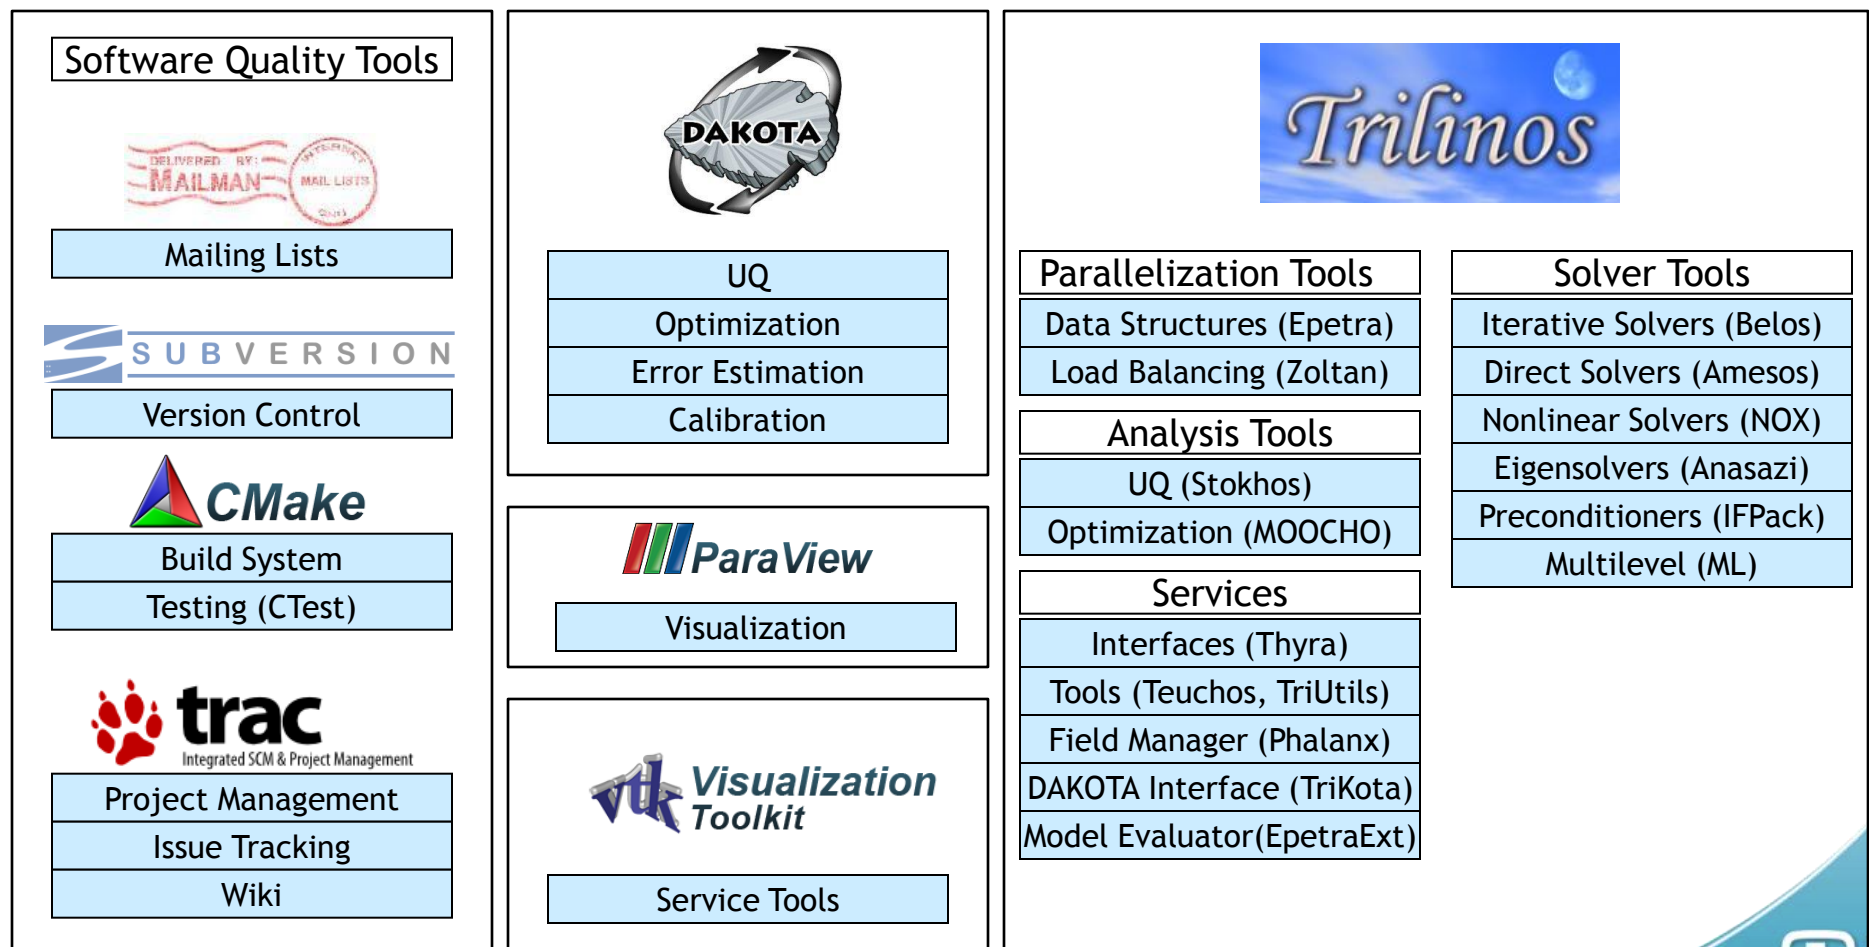 Software Quality Tools
DELIVERED BY:
MAILMAN
INTERNET
MAIL LISTS
Mailing Lists
SUBVERSION
Version Control
CMake
Build System
Testing (CTest)
trac
Integrated SCM & Project Management
Project Management
Issue Tracking
Wiki
DAKOTA
UQ
Optimization
Error Estimation
Calibration
ParaView
Visualization
vtk
Visualization
Toolkit
Service Tools
Trilinos
Parallelization Tools
Data Structures (Epetra)
Load Balancing (Zoltan)
Analysis Tools
UQ (Stokhos)
Optimization (MOOCHO)
Services
Interfaces (Thyra)
Tools (Teuchos, TriUtils)
Field Manager (Phalanx)
DAKOTA Interface (TriKota)
Model Evaluator(EpetraExt)
Solver Tools
Iterative Solvers (Belos)
Direct Solvers (Amesos)
Nonlinear Solvers (NOX)
Eigensolvers (Anasazi)
Preconditioners (IFPack)
Multilevel (ML)